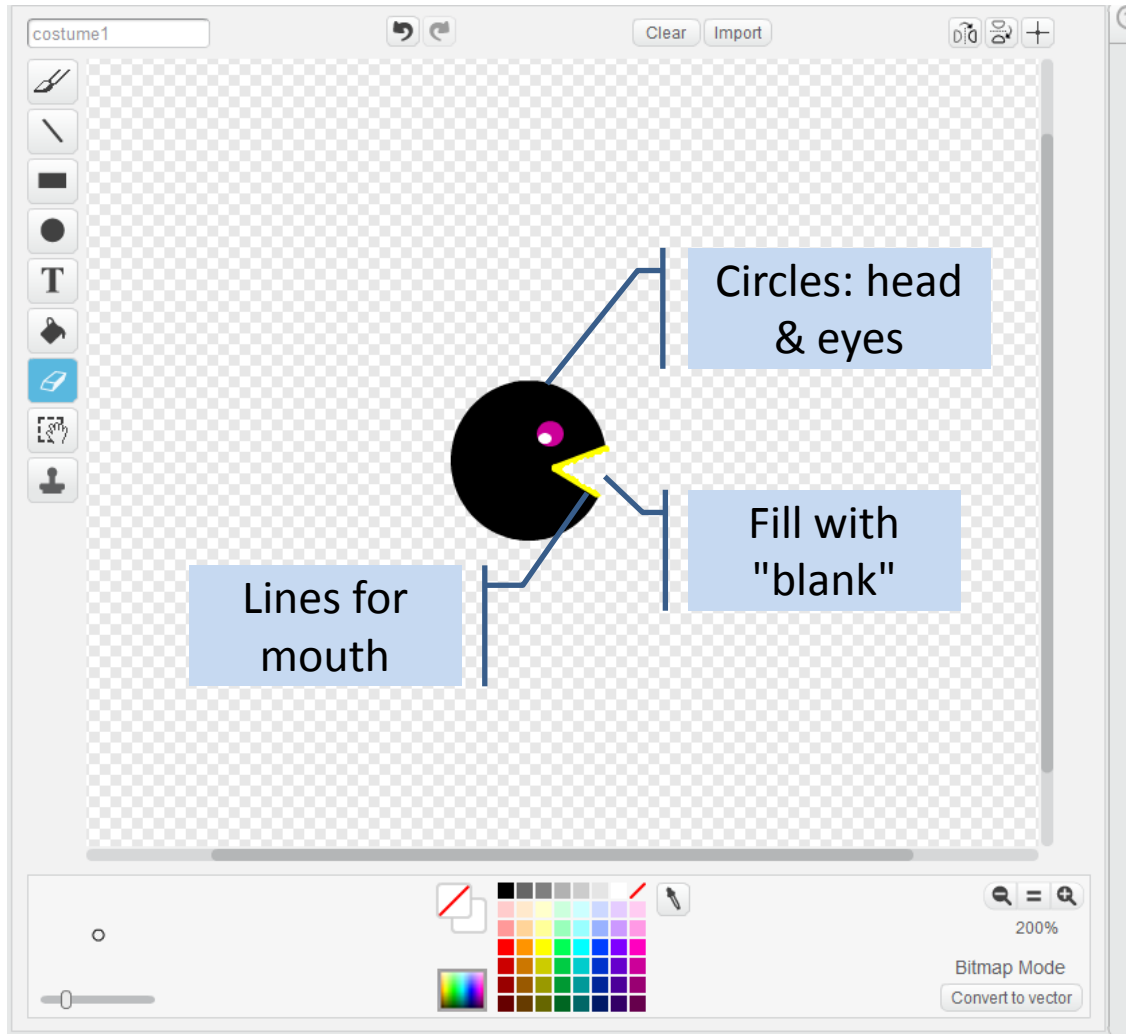 costume1
Clear
Import
T
Circles: head
& eyes
Fill with
"blank"
Lines for
mouth
200%
Bitmap Mode
Convert to vector